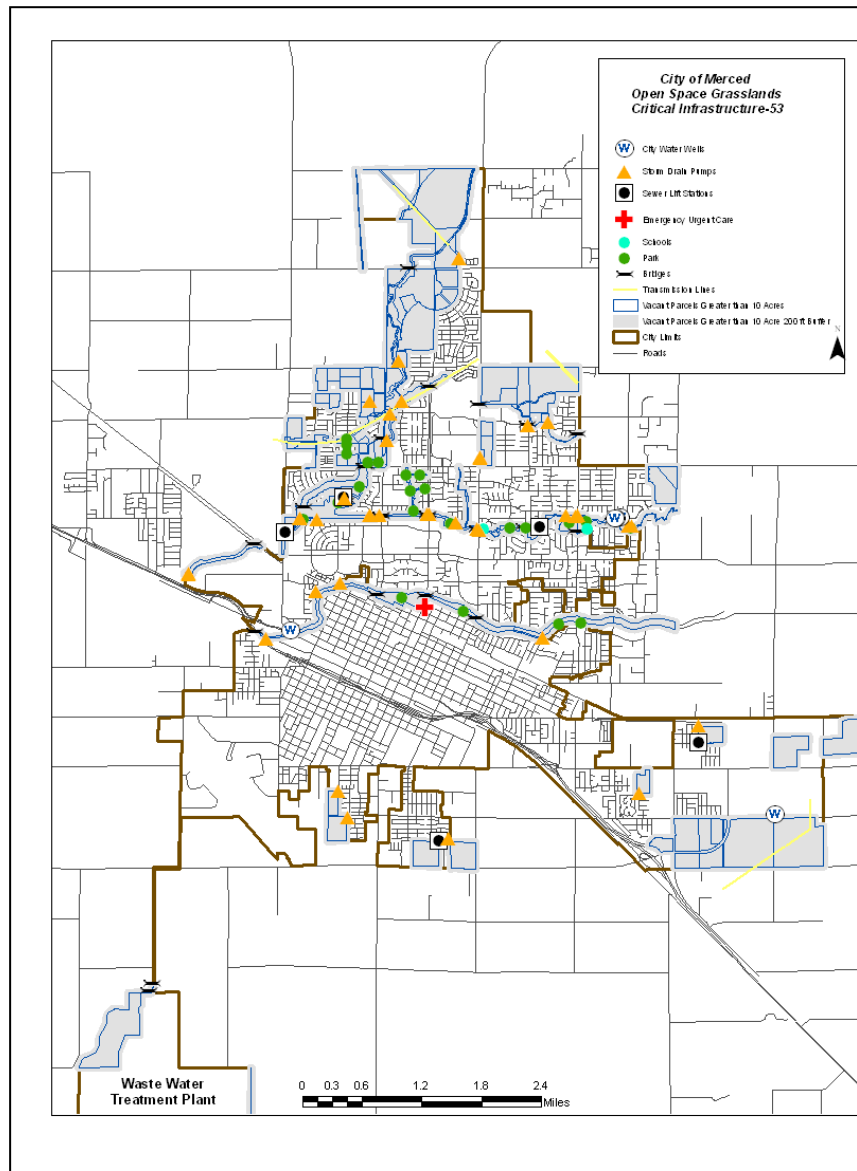 City of Merced
Open Space Grasslands
Critical Infrastructure-53
W City Water Wells
Storm Drain Pumps
Sewer Lift Stations
Emergency Urgent Care
Schools
Park
Bridges
Transmission Lines
Vacant Parcels Greater than 10 Acres
Vacant Parcels Greater than 10 Acre 200 ft Buffer
City Limits
Roads
N
W
W
W
Waste Water
Treatment Plant
0 0.3 0.6 1.2 1.8 2.4
Miles